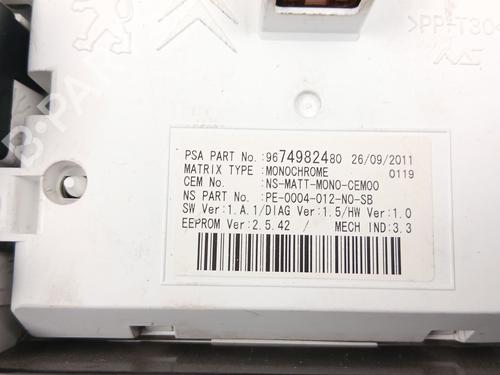 >PP-T30<
PSA PART No.:9674982480 26/09/2011
MATRIX TYPE :MONOCHROME 0119
CEM No. :NS-MATT-MONO-CEM00
NS PART No. :PE-0004-012-N0-SB
SW Ver:1.A.1/DIAG Ver:1.5/HW Ver:1.0
EEPROM Ver:2.5.42 / MECH IND:3.3
B-PARTS